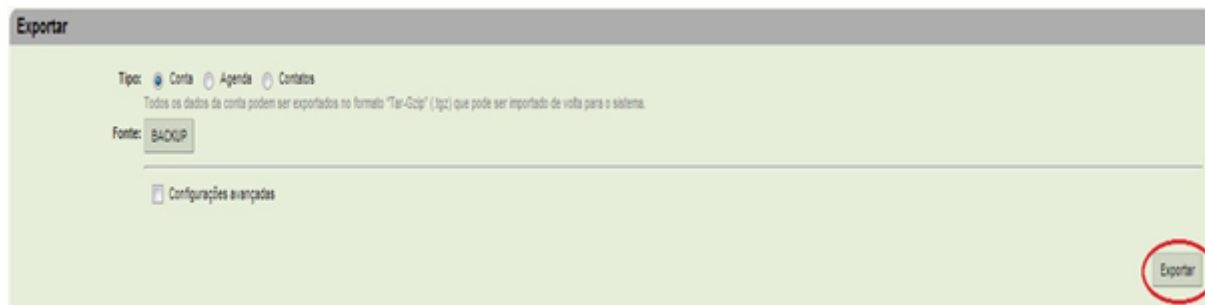 Exportar
Tipo: Conta Agenda Contatos
Todos os dados da conta podem ser exportados no formato "Tar-Gzip" (.tgz) que pode ser importado de volta para o sistema.
Fonte: BACKUP
Configurações avançadas
Exportar